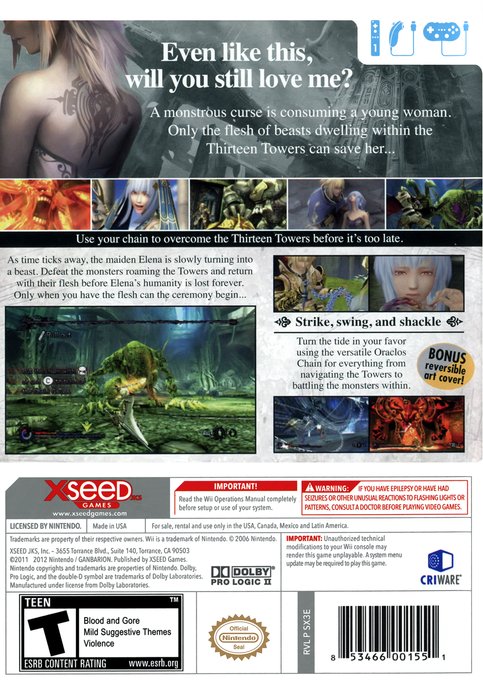 1
Even like this,
will you still love me?
A monstrous curse is consuming a young woman.
Only the flesh of beasts dwelling within the
Thirteen Towers can save her...
Use your chain to overcome the Thirteen Towers before it's too late.
As time ticks away, the maiden Elena is slowly turning into
a beast. Defeat the monsters roaming the Towers and return
with their flesh before Elena's humanity is lost forever.
Only when you have the flesh can the ceremony begin...
Strike, swing, and shackle
Turn the tide in your favor
using the versatile Oraclos
Chain for everything from
navigating the Towers to
battling the monsters within.
BONUS
reversible
art cover!
XSEED JKS
GAMES
www.xseedgames.com
IMPORTANT!
Read the Wii Operations Manual completely
before setup or use of your system.
WARNING: IF YOU HAVE EPILEPSY OR HAVE HAD
SEIZURES OR OTHER UNUSUAL REACTIONS TO FLASHING LIGHTS OR
PATTERNS, CONSULT A DOCTOR BEFORE PLAYING VIDEO GAMES.
LICENSED BY NINTENDO. Made in USA For sale, rental and use only in the USA, Canada, Mexico and Latin America.
Trademarks are property of their respective owners. Wii is a trademark of Nintendo. © 2006 Nintendo.
XSEED JKS, Inc. - 3655 Torrance Blvd., Suite 140, Torrance, CA 90503
©2011 2012 Nintendo / GANBARION. Published by XSEED Games.
Nintendo copyrights and trademarks are properties of Nintendo. Dolby,
Pro Logic, and the double-D symbol are trademarks of Dolby Laboratories.
Manufactured under license from Dolby Laboratories.
DOLBY
PRO LOGIC II
IMPORTANT: Unauthorized technical
modifications to your Wii console may
render this game unplayable. A system menu
update may be required to play this game.
CRIWARE
TEEN
TM
T
Blood and Gore
Mild Suggestive Themes
Violence
ESRB CONTENT RATING www.esrb.org
Official
Nintendo
Seal
RVL P SX3E
8 53466 00155 1